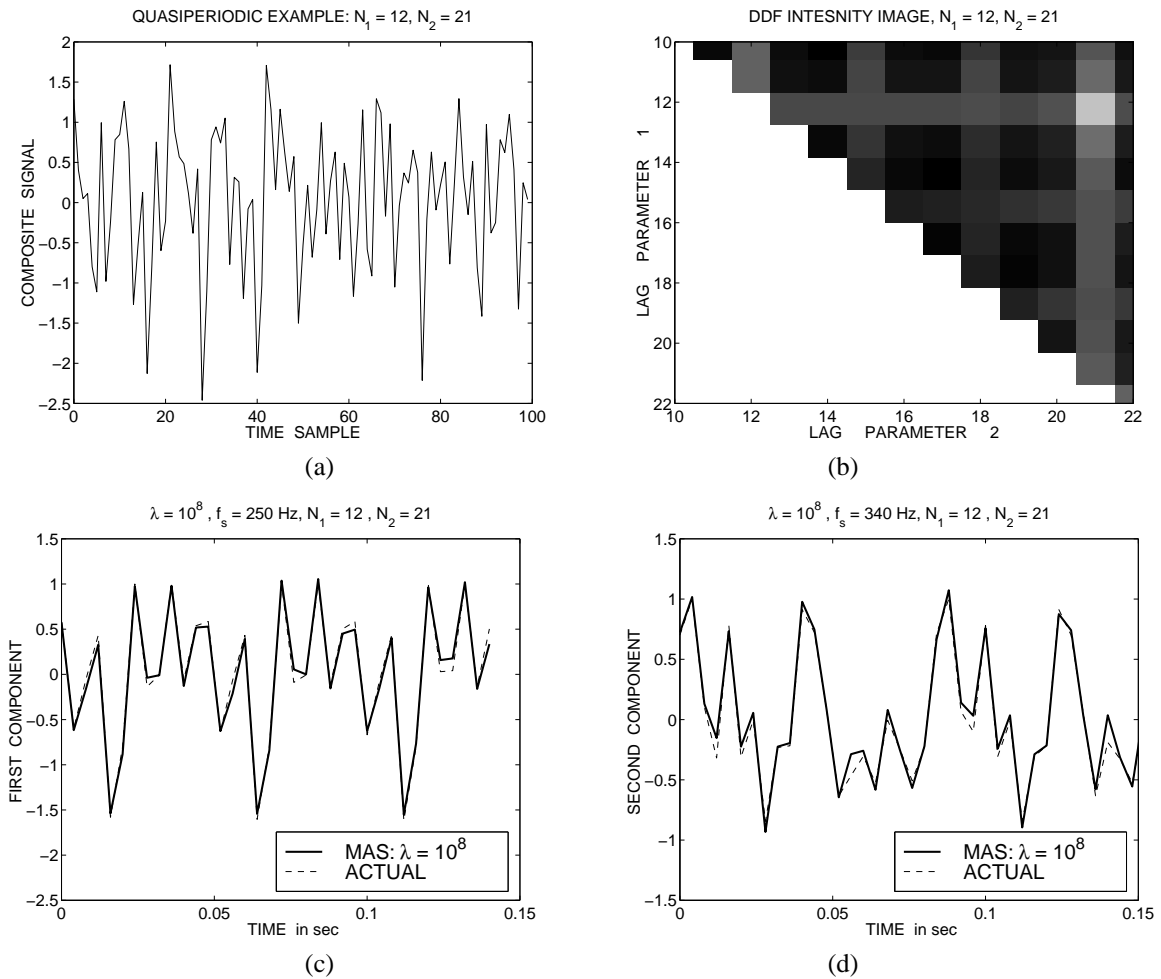 QUASIPERIODIC EXAMPLE: N1 = 12, N2 = 21
2
1.5
1
0.5
0
−0.5
−1
−1.5
−2
−2.5
COMPOSITE SIGNAL
0 20 40 60 80 100
TIME SAMPLE
(a)
DDF INTESNITY IMAGE, N1 = 12, N2 = 21
10
12
14
16
18
20
22
LAG PARAMETER 1
10 12 14 16 18 20 22
LAG PARAMETER 2
(b)
λ = 10^8 , fs = 250 Hz, N1 = 12 , N2 = 21
1.5
1
0.5
0
−0.5
−1
−1.5
−2
−2.5
FIRST COMPONENT
MAS: λ = 10^8
ACTUAL
0 0.05 0.1 0.15
TIME in sec
(c)
λ = 10^8 , fs = 340 Hz, N1 = 12 , N2 = 21
1.5
1
0.5
0
−0.5
−1
−1.5
SECOND COMPONENT
MAS: λ = 10^8
ACTUAL
0 0.05 0.1 0.15
TIME in sec
(d)